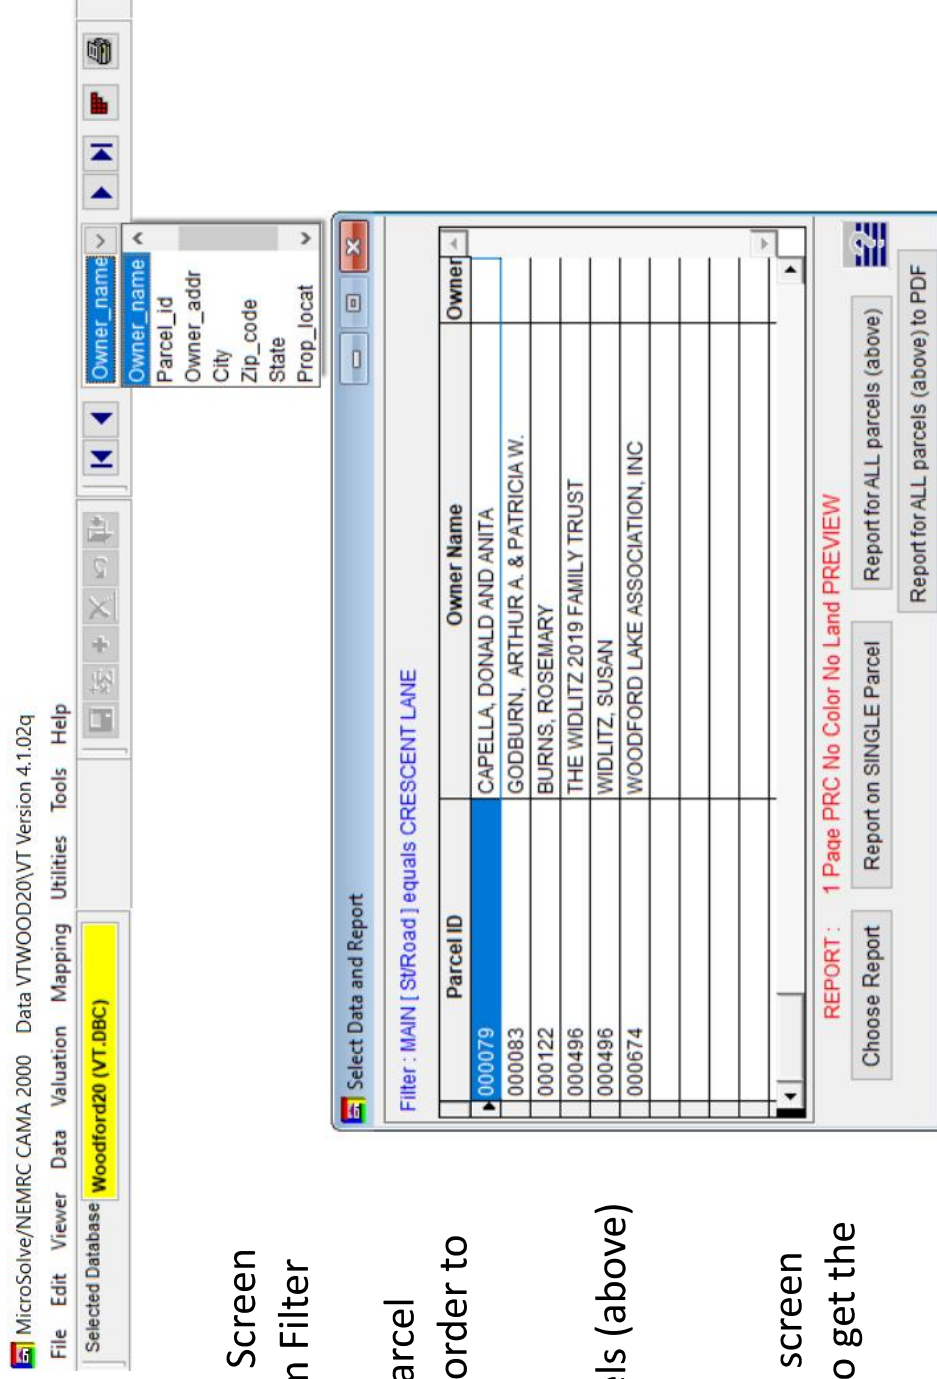 MicroSolve/NEMRC CAMA 2000 Data VTWOOD20\VT Version 4.1.02q
File Edit Viewer Data Valuation Mapping Utilities Tools Help
Selected Database Woodford20 (VT.DBC)
Owner_name
Owner_name
Parcel_id
Owner_addr
City
Zip_code
State
Prop_locat
Screen
n Filter
arcel
order to
els (above)
screen
o get the
Select Data and Report
Filter : MAIN [ St/Road ] equals CRESCENT LANE
Parcel ID Owner Name Owner
000079 CAPELLA, DONALD AND ANITA
000083 GODBURN, ARTHUR A. & PATRICIA W.
000122 BURNS, ROSEMARY
000496 THE WIDLITZ 2019 FAMILY TRUST
000496 WIDLITZ, SUSAN
000674 WOODFORD LAKE ASSOCIATION, INC
REPORT : 1 Page PRC No Color No Land PREVIEW
Choose Report Report on SINGLE Parcel Report for ALL parcels (above)
Report for ALL parcels (above) to PDF